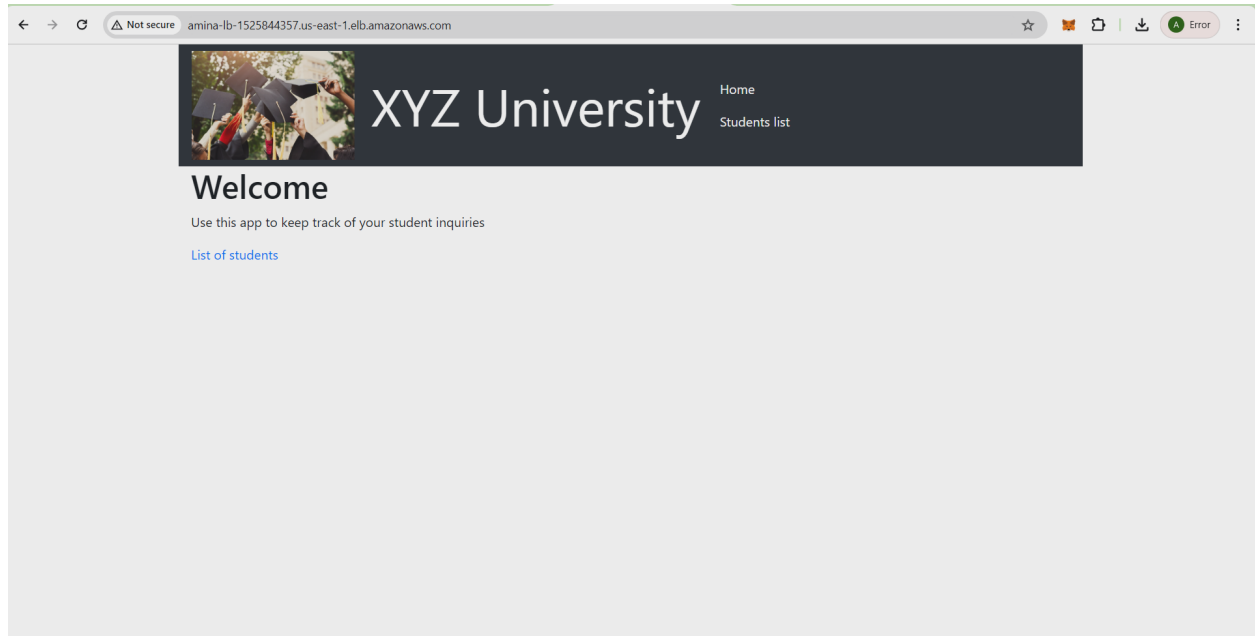 Not secure amina-lb-1525844357.us-east-1.elb.amazonaws.com A Error
XYZ University
Home
Students list
Welcome
Use this app to keep track of your student inquiries
List of students